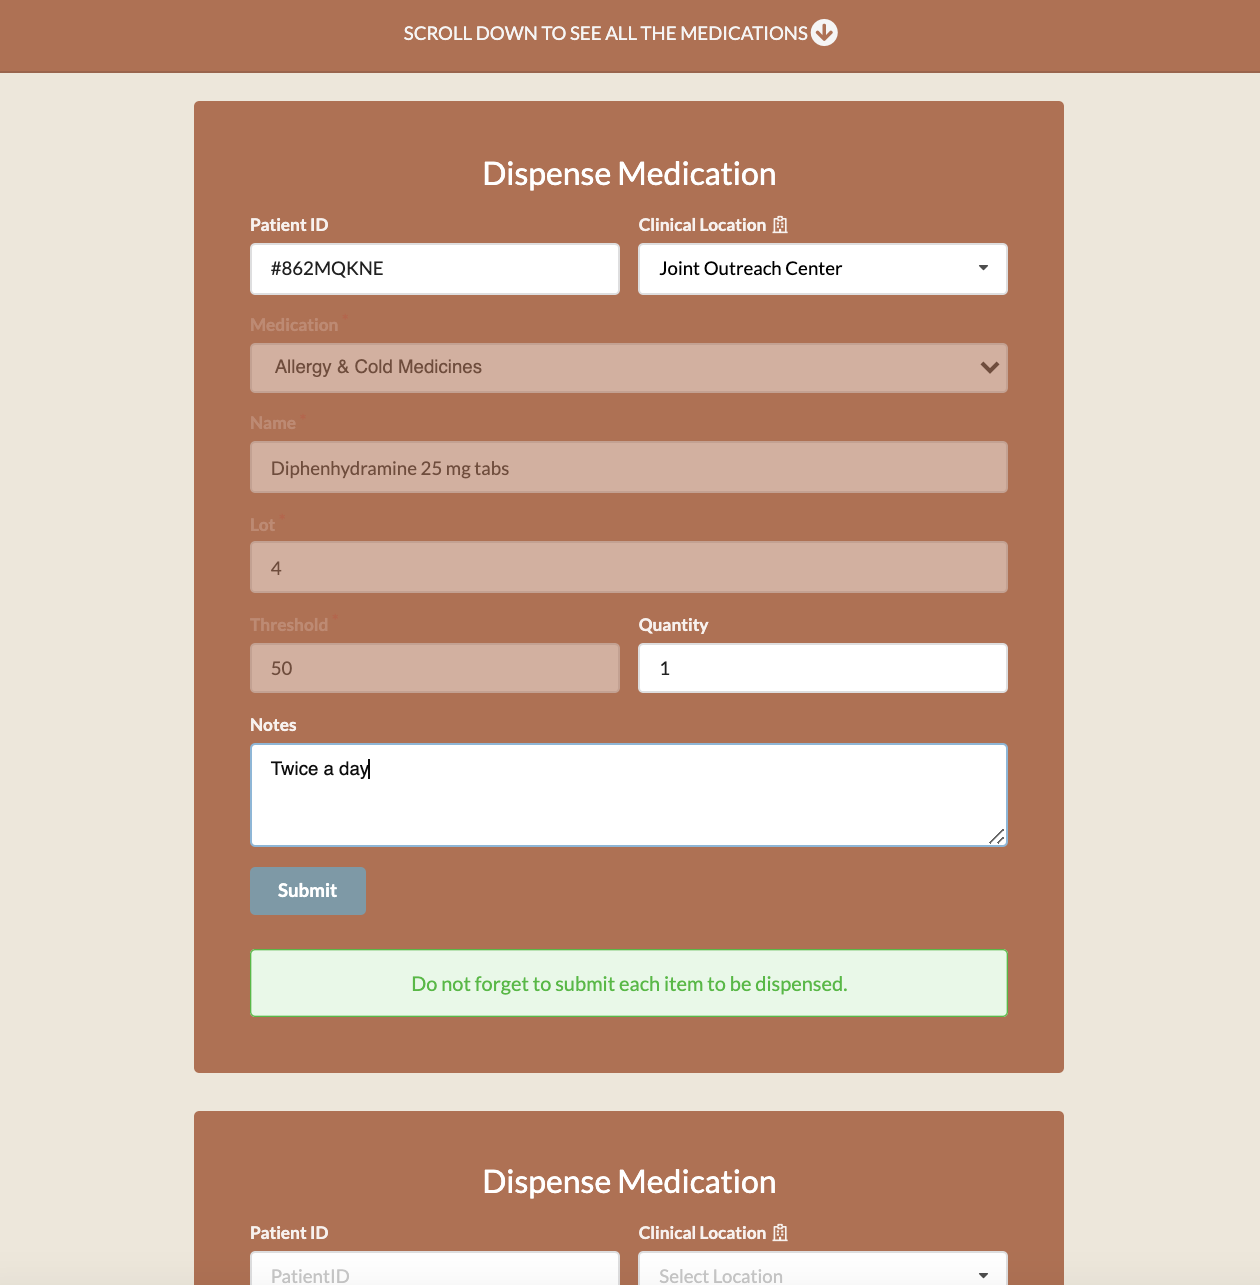 SCROLL DOWN TO SEE ALL THE MEDICATIONS
Dispense Medication
Patient ID
Clinical Location
#862MQKNE
Joint Outreach Center
Medication *
Allergy & Cold Medicines
Name *
Diphenhydramine 25 mg tabs
Lot *
4
Threshold *
Quantity
50
1
Notes
Twice a day
Submit
Do not forget to submit each item to be dispensed.
Dispense Medication
Patient ID
Clinical Location
PatientID
Select Location